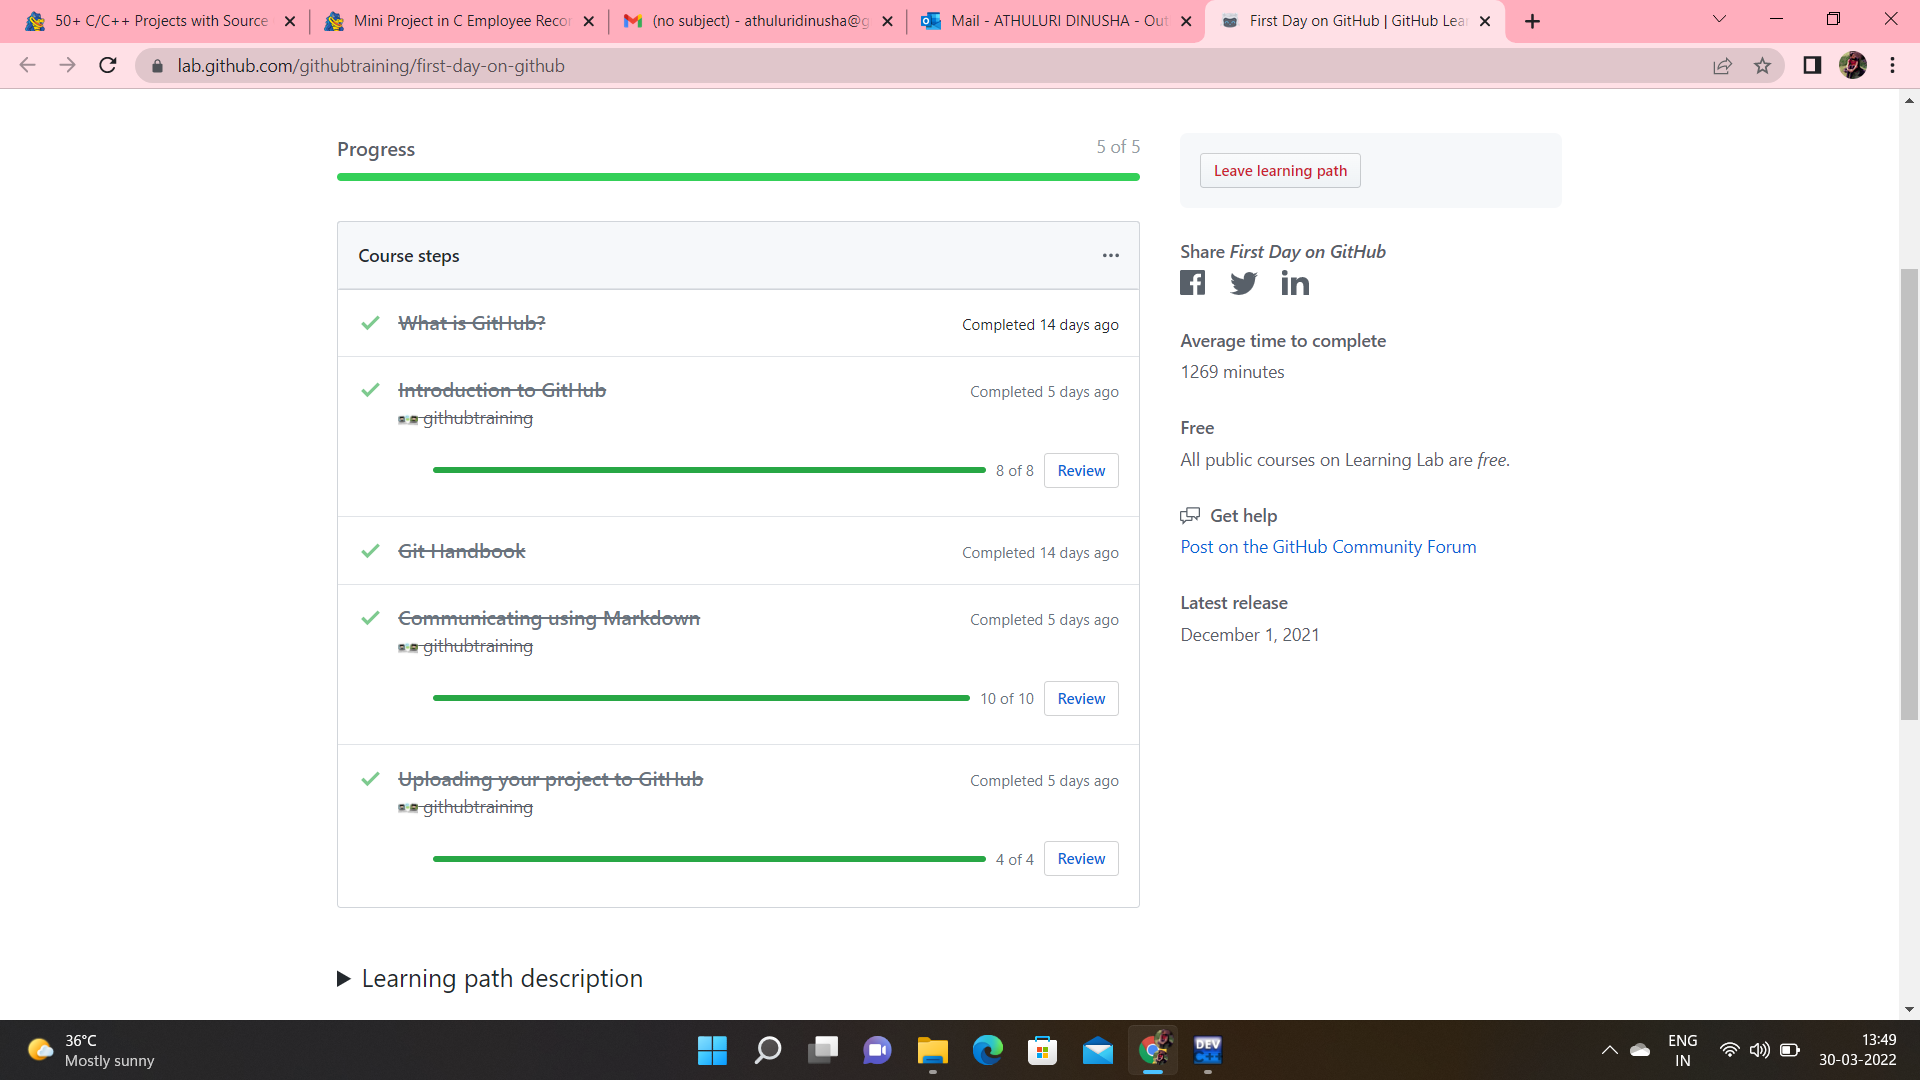 50+ C/C++ Projects with Source
Mini Project in C Employee Recor
(no subject) - athuluridinusha@g
Mail - ATHULURI DINUSHA - Out
First Day on GitHub | GitHub Lea
lab.github.com/githubtraining/first-day-on-github
Progress
5 of 5
Course steps
What is GitHub?
Completed 14 days ago
Introduction to GitHub
Completed 5 days ago
githubtraining
8 of 8
Review
Git Handbook
Completed 14 days ago
Communicating using Markdown
Completed 5 days ago
githubtraining
10 of 10
Review
Uploading your project to GitHub
Completed 5 days ago
githubtraining
4 of 4
Review
Learning path description
Leave learning path
Share First Day on GitHub
Average time to complete
1269 minutes
Free
All public courses on Learning Lab are free.
Get help
Post on the GitHub Community Forum
Latest release
December 1, 2021
36°C
Mostly sunny
DEV
C++
ENG
IN
13:49
30-03-2022